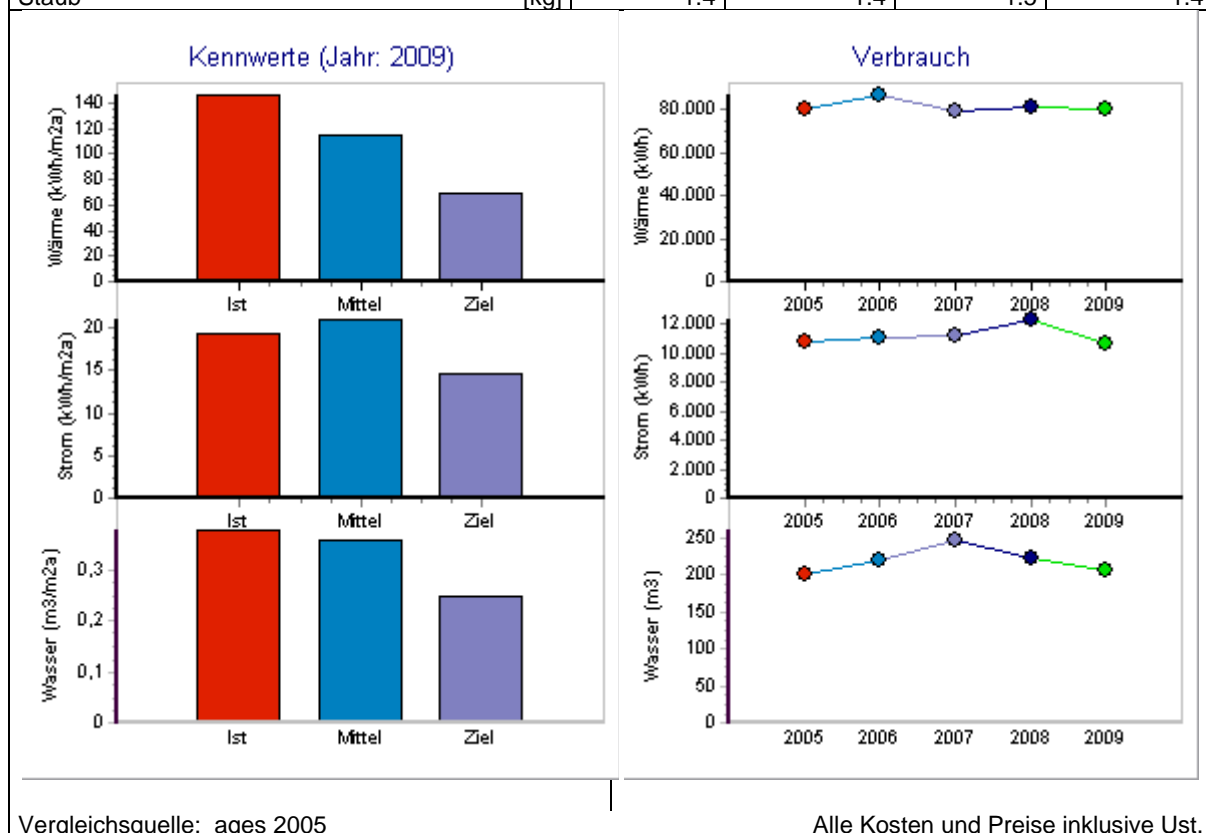 Staub [kg] 1.4 1.4 1.5 1.4
Kennwerte (Jahr: 2009)
Wärme (kWh/m2a)
140
120
100
80
60
40
20
0
Ist Mittel Ziel
Strom (kWh/m2a)
20
15
10
5
0
Ist Mittel Ziel
Wasser (m3/m2a)
0,3
0,2
0,1
0
Ist Mittel Ziel
Verbrauch
Wärme (kWh)
80.000
60.000
40.000
20.000
0
2005 2006 2007 2008 2009
Strom (kWh)
12.000
10.000
8.000
6.000
4.000
2.000
0
2005 2006 2007 2008 2009
Wasser (m3)
250
200
150
100
50
0
2005 2006 2007 2008 2009
Vergleichsquelle: ages 2005
Alle Kosten und Preise inklusive Ust.